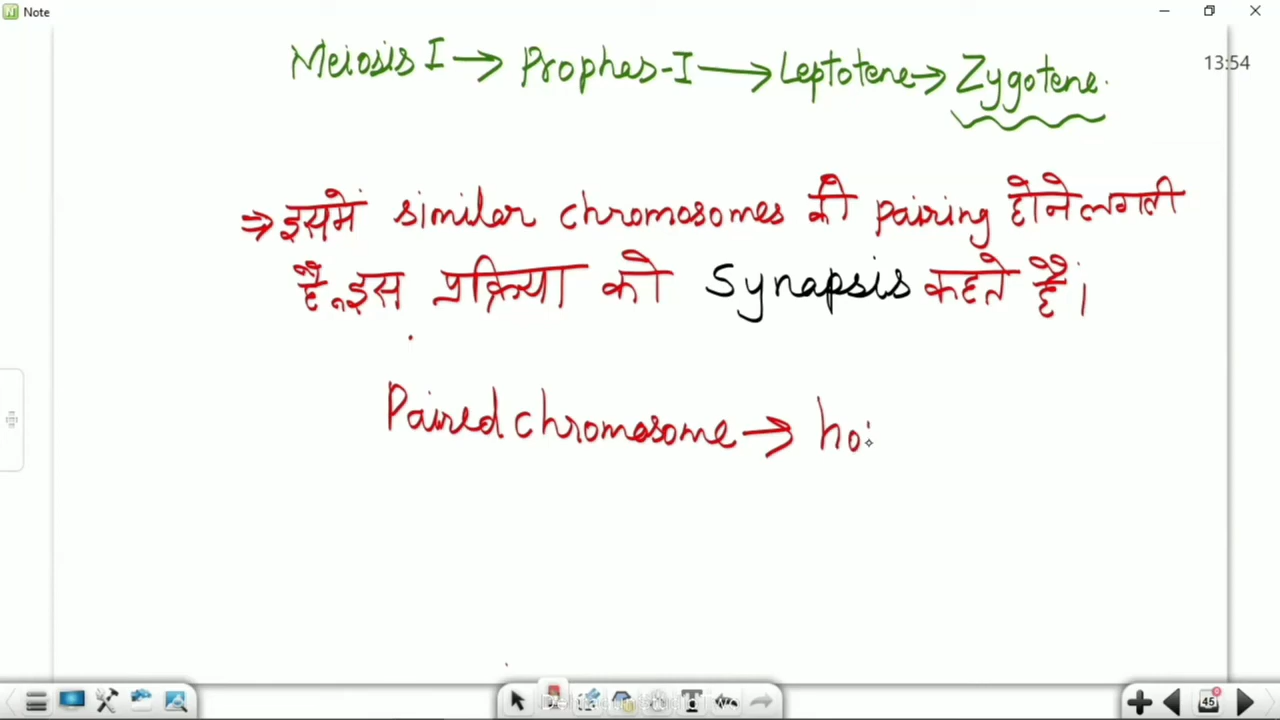 Note
13:54
Meiosis I → Prophas-I → Leptotene → Zygotene.
⇒ इसमे similar chromosomes की pairing होने लगती
है, इस प्रक्रिया को Synapsis कहते है।
Paired chromosome → ho
45